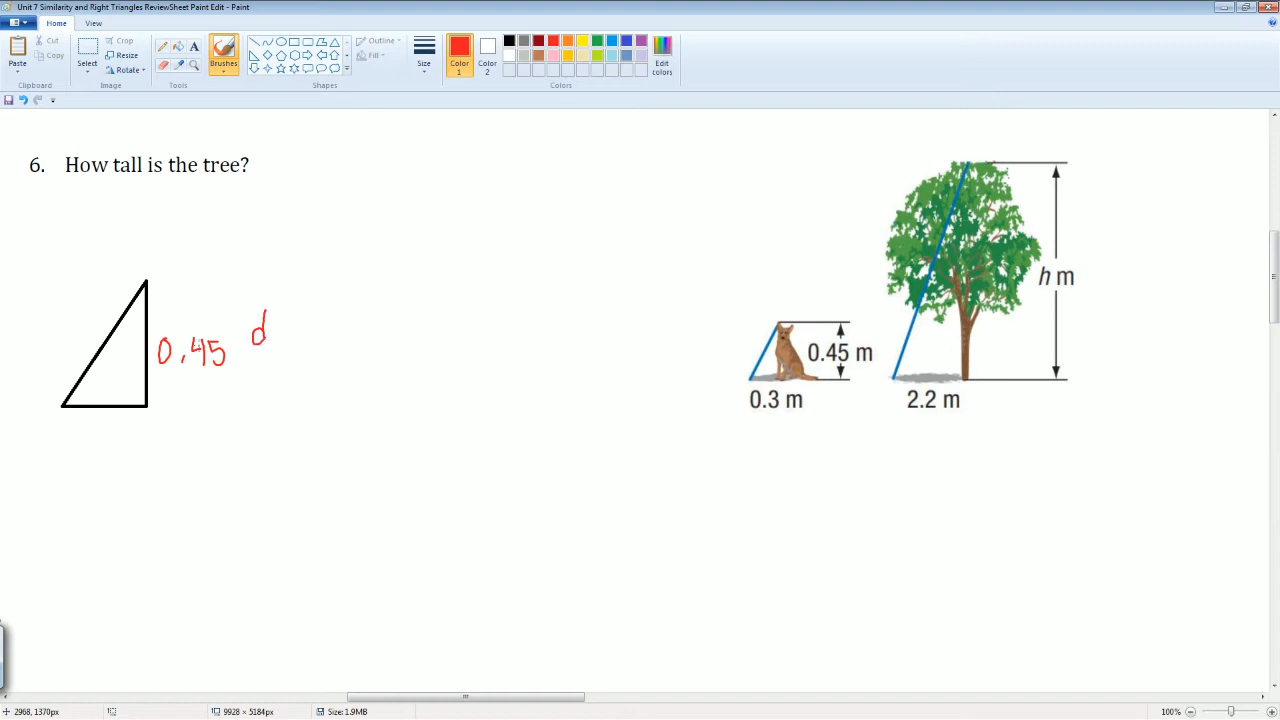 Unit 7 Similarity and Right Triangles ReviewSheet Paint Edit - Paint
Home View
Paste
Cut
Copy
Clipboard
Select
Crop
Resize
Rotate
Image
A
Tools
Brushes
Outline
Fill
Shapes
Size
Color 1
Color 2
Edit colors
Colors
6. How tall is the tree?
h m
0.45 d
0.45 m
0.3 m
2.2 m
2968, 1370px
9928 × 5184px
Size: 1.9MB
100%